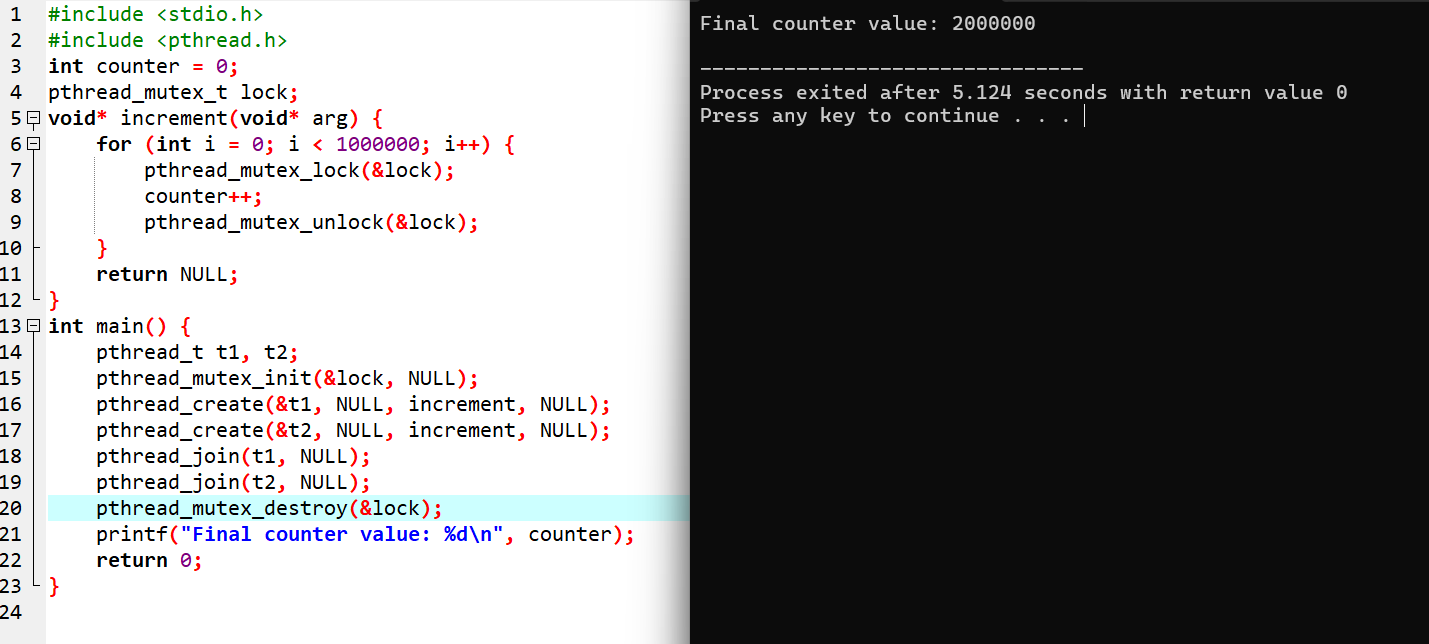 1 #include <stdio.h>
2 #include <pthread.h>
3 int counter = 0;
4 pthread_mutex_t lock;
5 void* increment(void* arg) {
6     for (int i = 0; i < 1000000; i++) {
7         pthread_mutex_lock(&lock);
8         counter++;
9         pthread_mutex_unlock(&lock);
10     }
11     return NULL;
12 }
13 int main() {
14     pthread_t t1, t2;
15     pthread_mutex_init(&lock, NULL);
16     pthread_create(&t1, NULL, increment, NULL);
17     pthread_create(&t2, NULL, increment, NULL);
18     pthread_join(t1, NULL);
19     pthread_join(t2, NULL);
20     pthread_mutex_destroy(&lock);
21     printf("Final counter value: %d\n", counter);
22     return 0;
23 }
24
Final counter value: 2000000
--------------------------------
Process exited after 5.124 seconds with return value 0
Press any key to continue . . .